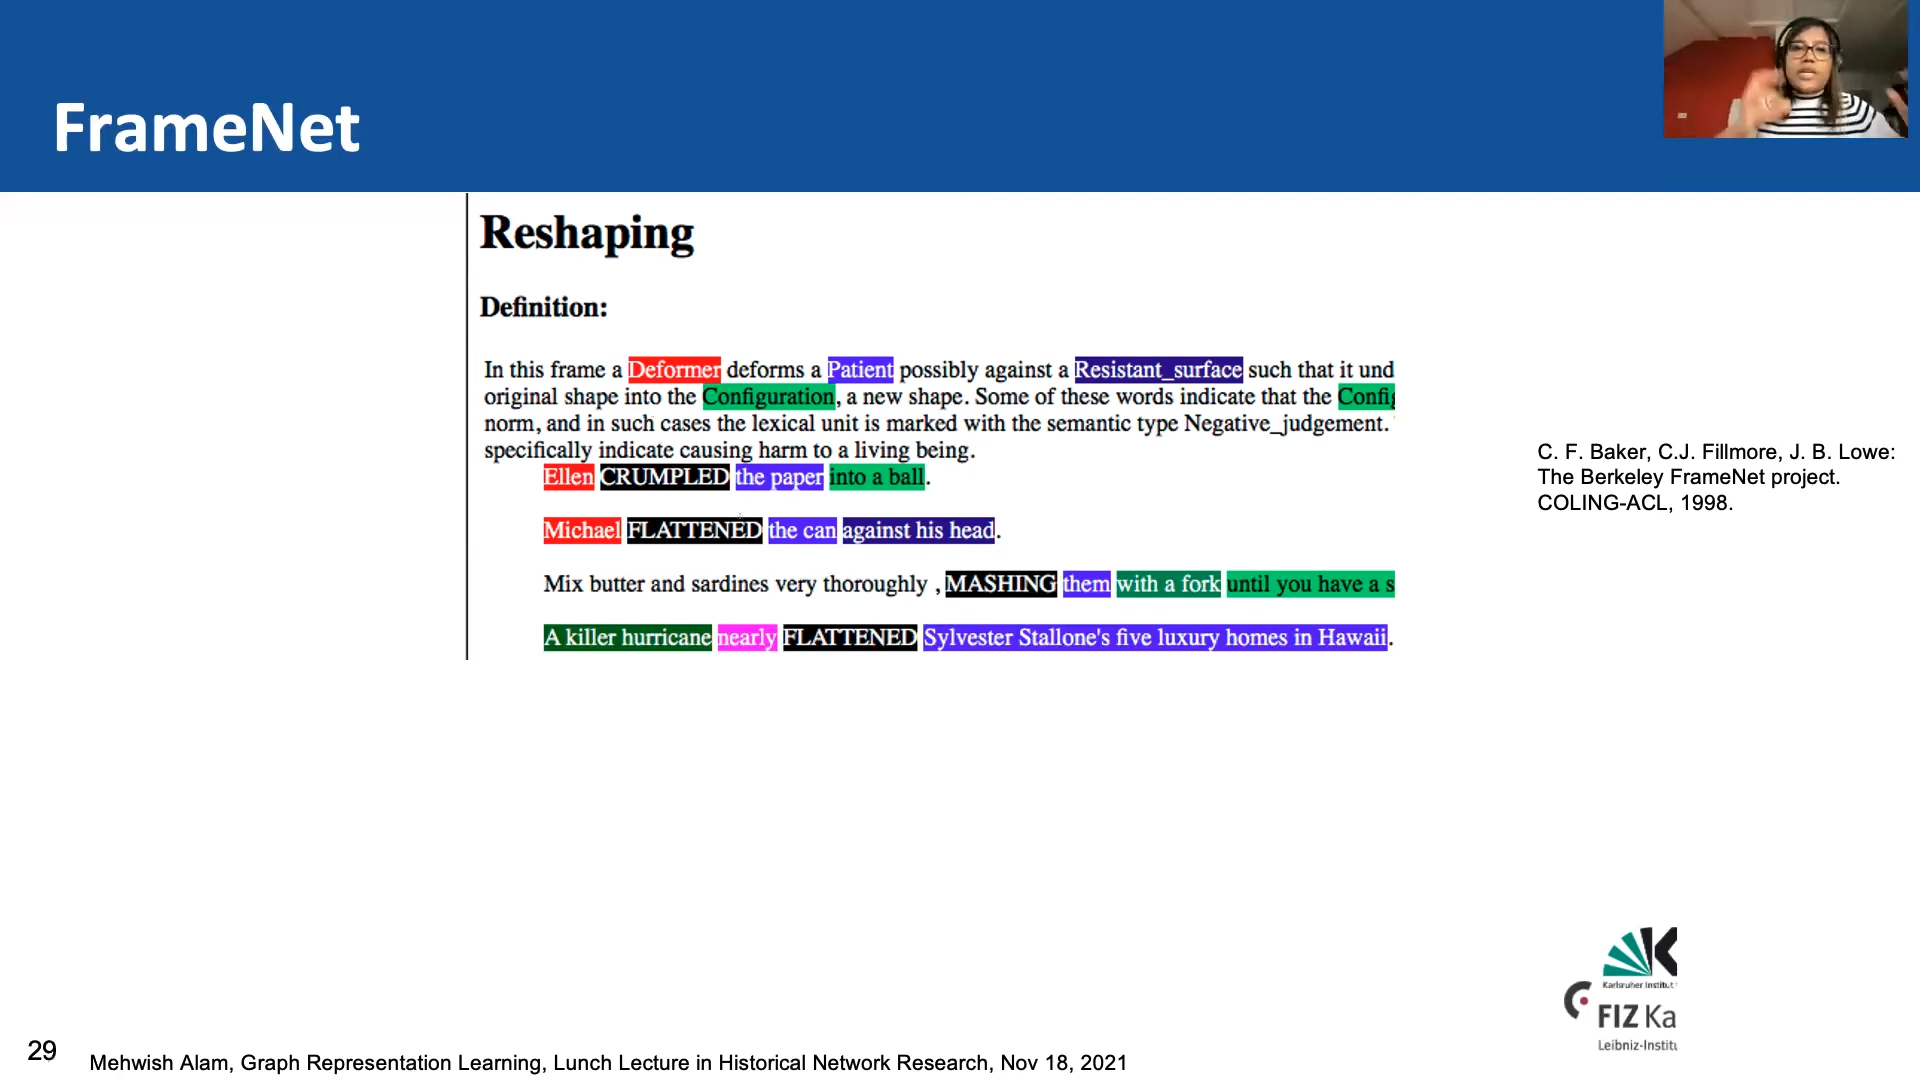 FrameNet
Reshaping
Definition:
In this frame a Deformer deforms a Patient possibly against a Resistant_surface such that it und
original shape into the Configuration, a new shape. Some of these words indicate that the Config
norm, and in such cases the lexical unit is marked with the semantic type Negative_judgement.
specifically indicate causing harm to a living being.
Ellen CRUMPLED the paper into a ball.
Michael FLATTENED the can against his head.
Mix butter and sardines very thoroughly , MASHING them with a fork until you have a s
A killer hurricane nearly FLATTENED Sylvester Stallone's five luxury homes in Hawaii.
C. F. Baker, C.J. Fillmore, J. B. Lowe:
The Berkeley FrameNet project.
COLING-ACL, 1998.
Karlsruher Institut
FIZ Ka
Leibniz-Institu
29
Mehwish Alam, Graph Representation Learning, Lunch Lecture in Historical Network Research, Nov 18, 2021